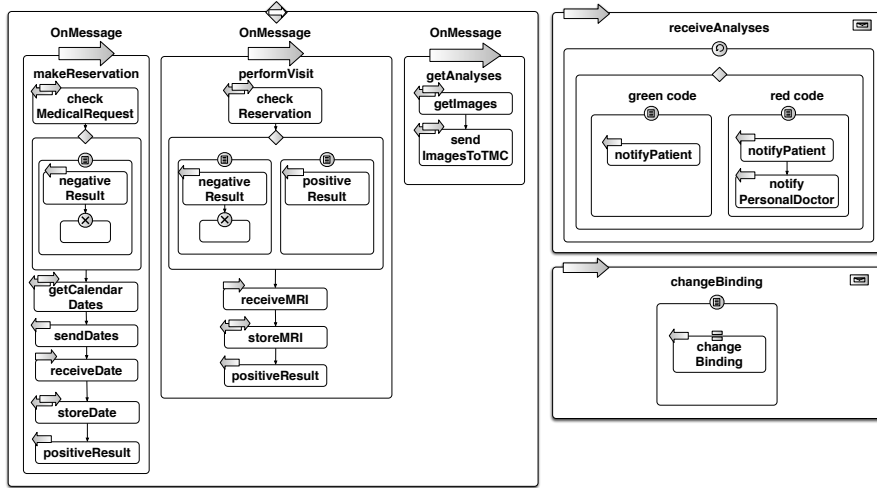 OnMessage
makeReservation
check
MedicalRequest
negative
Result
getCalendar
Dates
sendDates
receiveDate
storeDate
positiveResult
OnMessage
performVisit
check
Reservation
negative
Result
positive
Result
receiveMRI
storeMRI
positiveResult
OnMessage
getAnalyses
getImages
send
ImagesToTMC
receiveAnalyses
green code
notifyPatient
red code
notifyPatient
notify
PersonalDoctor
changeBinding
change
Binding